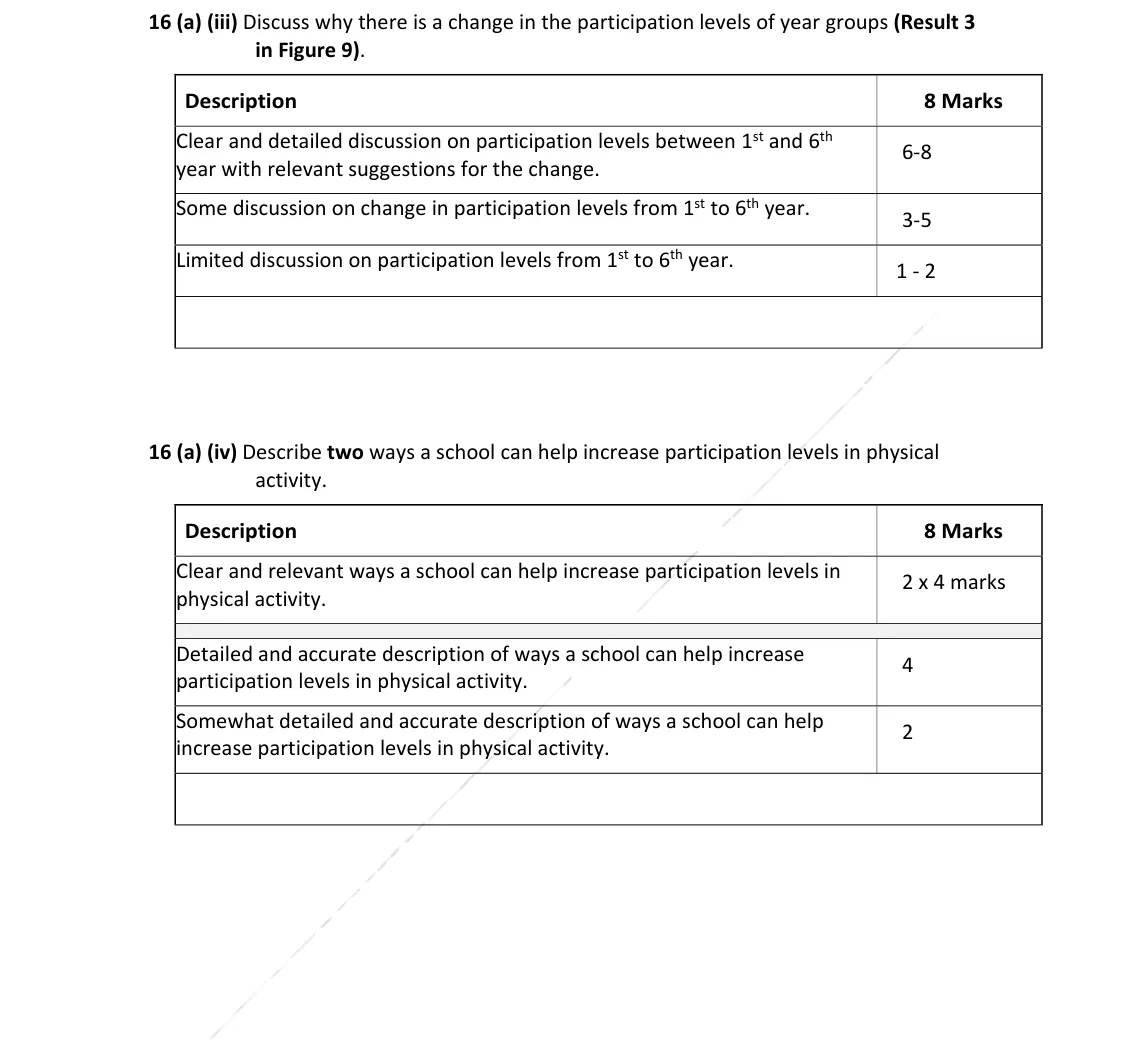 16 (a) (iii) Discuss why there is a change in the participation levels of year groups (Result 3
in Figure 9).
Description 8 Marks
Clear and detailed discussion on participation levels between 1st and 6th
year with relevant suggestions for the change.
6-8
Some discussion on change in participation levels from 1st to 6th year.
3-5
Limited discussion on participation levels from 1st to 6th year.
1 - 2
16 (a) (iv) Describe two ways a school can help increase participation levels in physical
activity.
Description 8 Marks
Clear and relevant ways a school can help increase participation levels in
physical activity.
2 x 4 marks
Detailed and accurate description of ways a school can help increase
participation levels in physical activity.
4
Somewhat detailed and accurate description of ways a school can help
increase participation levels in physical activity.
2